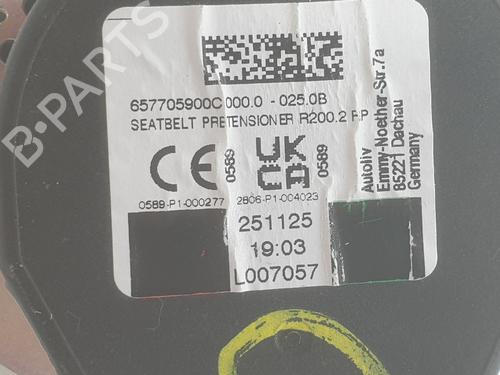 B-PARTS
657705900C 000.0 - 025.0B
SEATBELT PRETENSIONER R200.2 P.P
CE
0589
UK
CA
0589
0589-P1-000277
2806-P1-004023
251125
19:03
L007057
Autoliv
Emmy-Noether-Str.7a
85221 Dachau
Germany